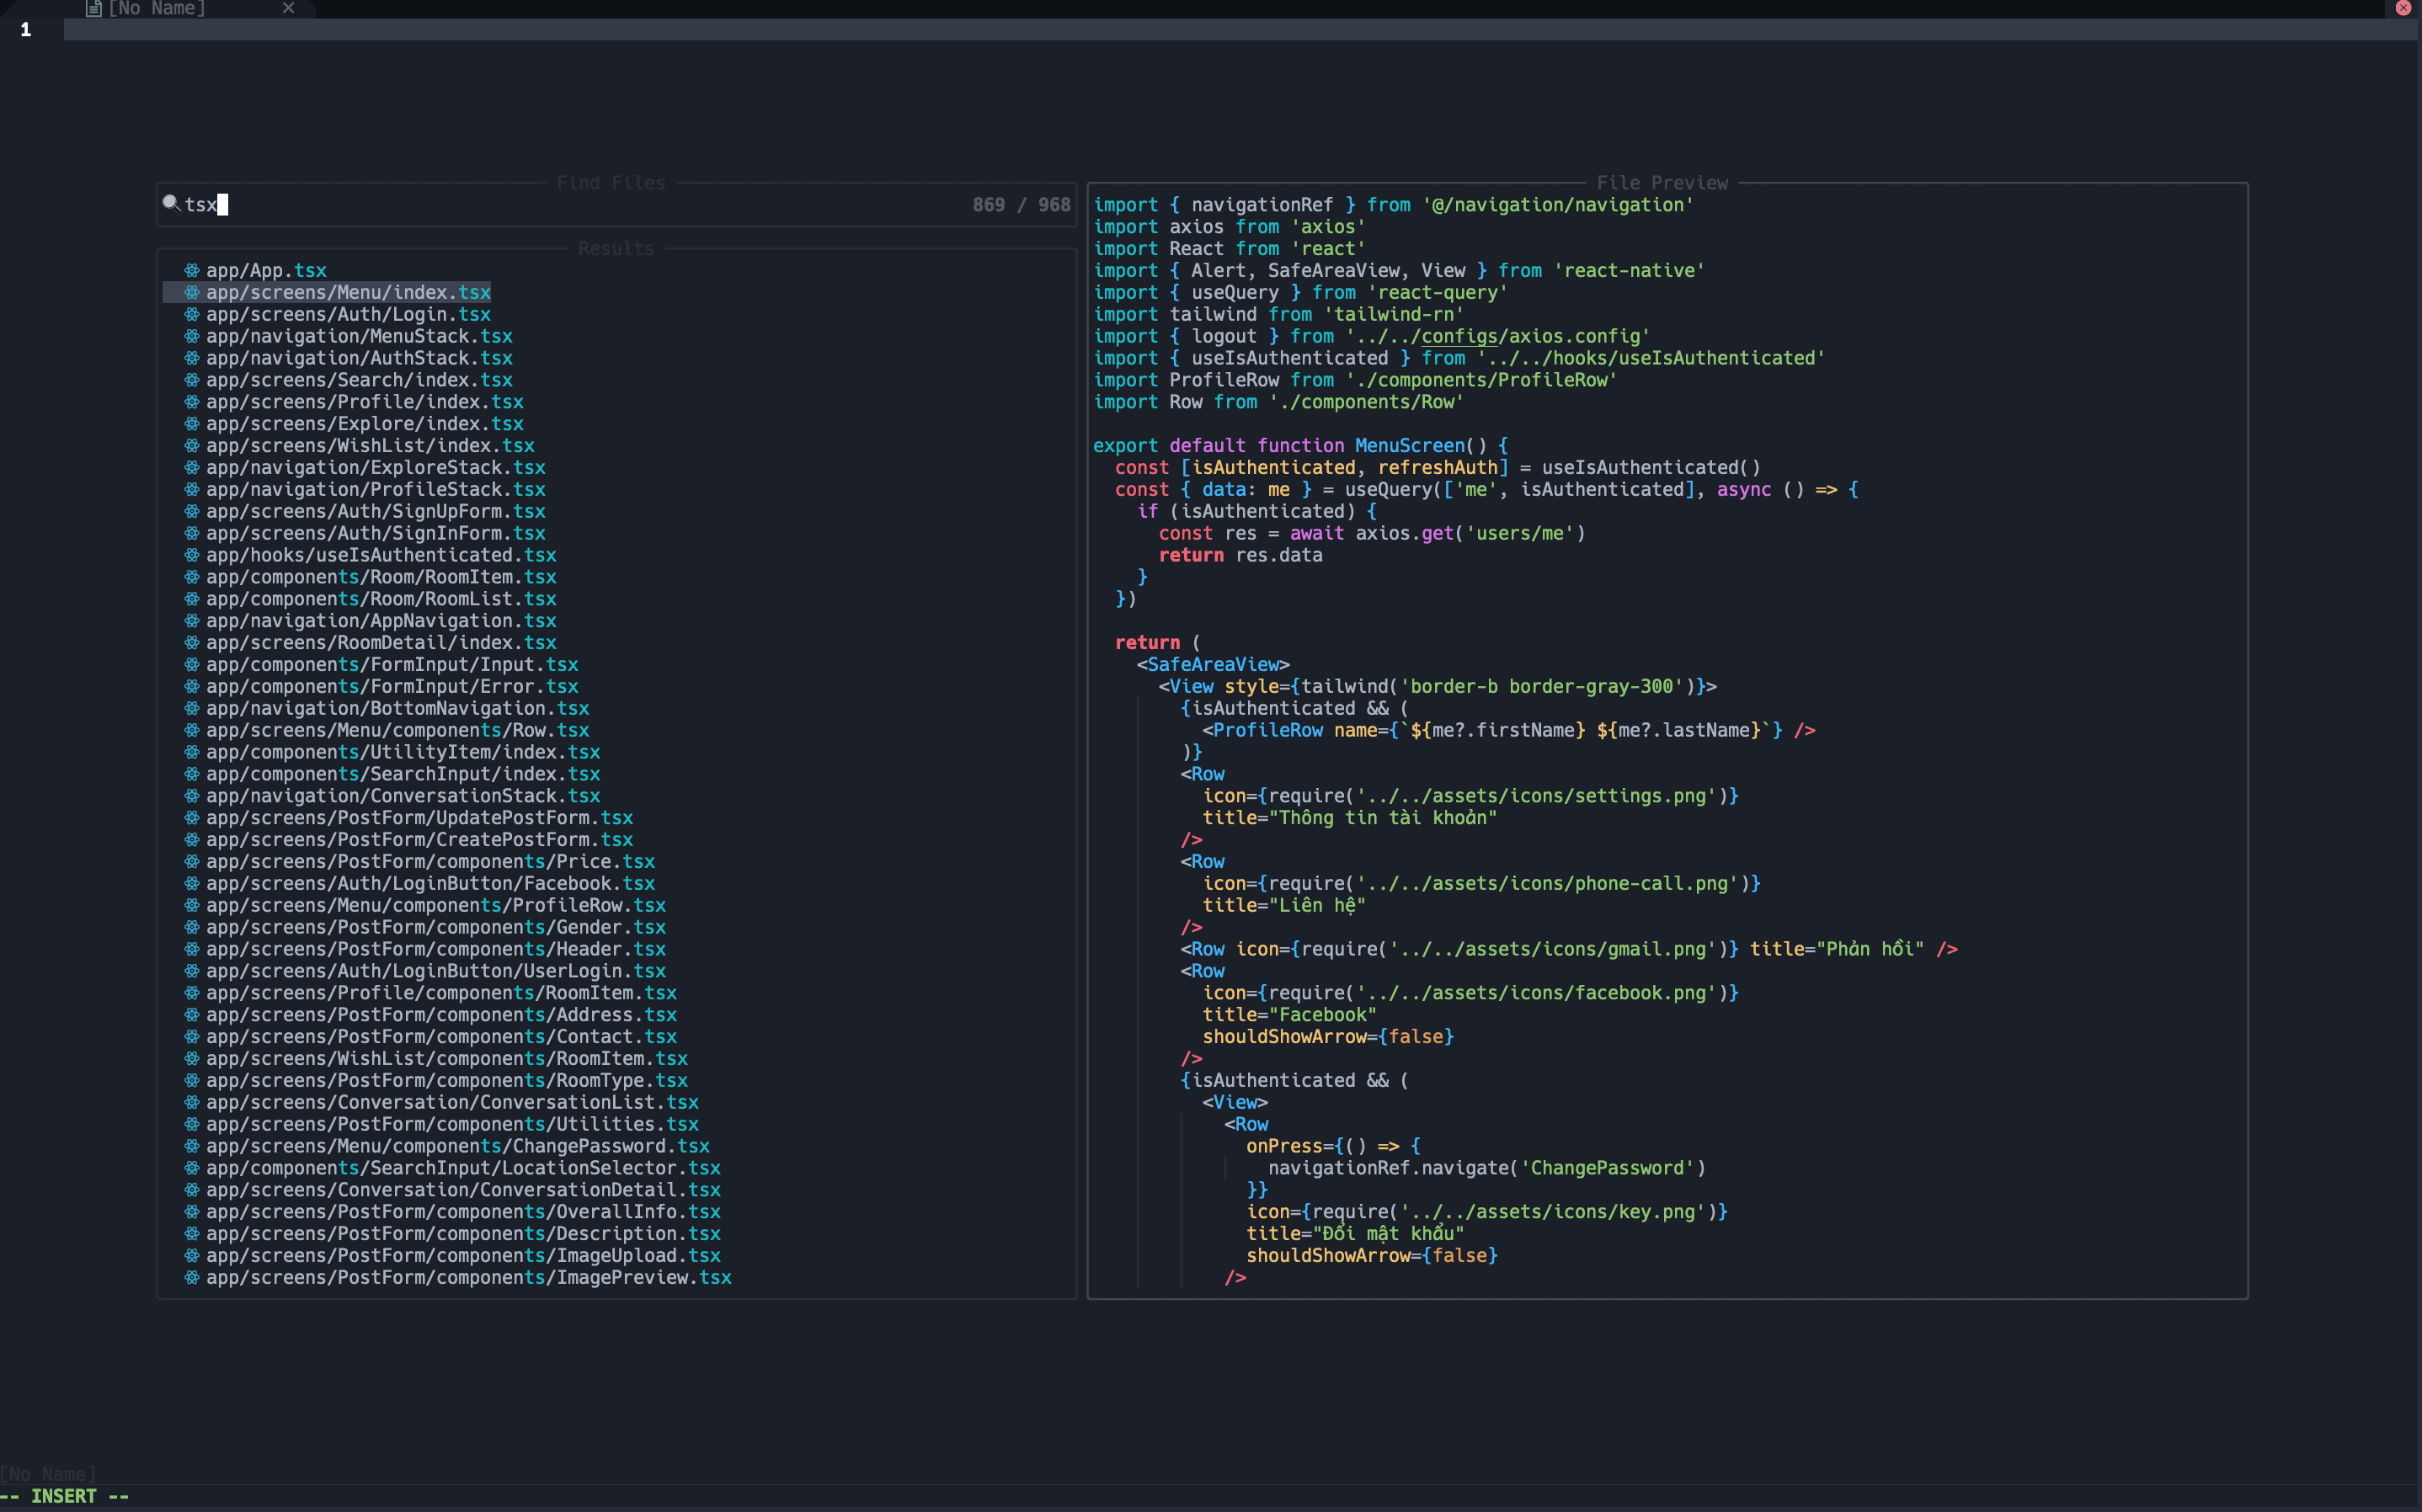 [No Name]
1
Find Files
tsx 869 / 968
Results
app/App.tsx
app/screens/Menu/index.tsx
app/screens/Auth/Login.tsx
app/navigation/MenuStack.tsx
app/navigation/AuthStack.tsx
app/screens/Search/index.tsx
app/screens/Profile/index.tsx
app/screens/Explore/index.tsx
app/screens/WishList/index.tsx
app/navigation/ExploreStack.tsx
app/navigation/ProfileStack.tsx
app/screens/Auth/SignUpForm.tsx
app/screens/Auth/SignInForm.tsx
app/hooks/useIsAuthenticated.tsx
app/components/Room/RoomItem.tsx
app/components/Room/RoomList.tsx
app/navigation/AppNavigation.tsx
app/screens/RoomDetail/index.tsx
app/components/FormInput/Input.tsx
app/components/FormInput/Error.tsx
app/navigation/BottomNavigation.tsx
app/screens/Menu/components/Row.tsx
app/components/UtilityItem/index.tsx
app/components/SearchInput/index.tsx
app/navigation/ConversationStack.tsx
app/screens/PostForm/UpdatePostForm.tsx
app/screens/PostForm/CreatePostForm.tsx
app/screens/PostForm/components/Price.tsx
app/screens/Auth/LoginButton/Facebook.tsx
app/screens/Menu/components/ProfileRow.tsx
app/screens/PostForm/components/Gender.tsx
app/screens/PostForm/components/Header.tsx
app/screens/Auth/LoginButton/UserLogin.tsx
app/screens/Profile/components/RoomItem.tsx
app/screens/PostForm/components/Address.tsx
app/screens/PostForm/components/Contact.tsx
app/screens/WishList/components/RoomItem.tsx
app/screens/PostForm/components/RoomType.tsx
app/screens/Conversation/ConversationList.tsx
app/screens/PostForm/components/Utilities.tsx
app/screens/Menu/components/ChangePassword.tsx
app/components/SearchInput/LocationSelector.tsx
app/screens/Conversation/ConversationDetail.tsx
app/screens/PostForm/components/OverallInfo.tsx
app/screens/PostForm/components/Description.tsx
app/screens/PostForm/components/ImageUpload.tsx
app/screens/PostForm/components/ImagePreview.tsx
File Preview
import { navigationRef } from '@/navigation/navigation'
import axios from 'axios'
import React from 'react'
import { Alert, SafeAreaView, View } from 'react-native'
import { useQuery } from 'react-query'
import tailwind from 'tailwind-rn'
import { logout } from '../../configs/axios.config'
import { useIsAuthenticated } from '../../hooks/useIsAuthenticated'
import ProfileRow from './components/ProfileRow'
import Row from './components/Row'
export default function MenuScreen() {
const [isAuthenticated, refreshAuth] = useIsAuthenticated()
const { data: me } = useQuery(['me', isAuthenticated], async () => {
if (isAuthenticated) {
const res = await axios.get('users/me')
return res.data
}
})
return (
<SafeAreaView>
<View style={tailwind('border-b border-gray-300')}>
{isAuthenticated && (
<ProfileRow name={`${me?.firstName} ${me?.lastName}`} />
)}
<Row
icon={require('../../assets/icons/settings.png')}
title="Thông tin tài khoản"
/>
<Row
icon={require('../../assets/icons/phone-call.png')}
title="Liên hệ"
/>
<Row icon={require('../../assets/icons/gmail.png')} title="Phản hồi" />
<Row
icon={require('../../assets/icons/facebook.png')}
title="Facebook"
shouldShowArrow={false}
/>
{isAuthenticated && (
<View>
<Row
onPress={() => {
navigationRef.navigate('ChangePassword')
}}
icon={require('../../assets/icons/key.png')}
title="Đổi mật khẩu"
shouldShowArrow={false}
/>
[No Name]
-- INSERT --